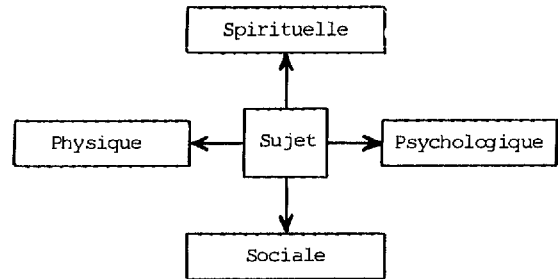 Spirituelle
Physique
Sujet
Psychologique
Sociale